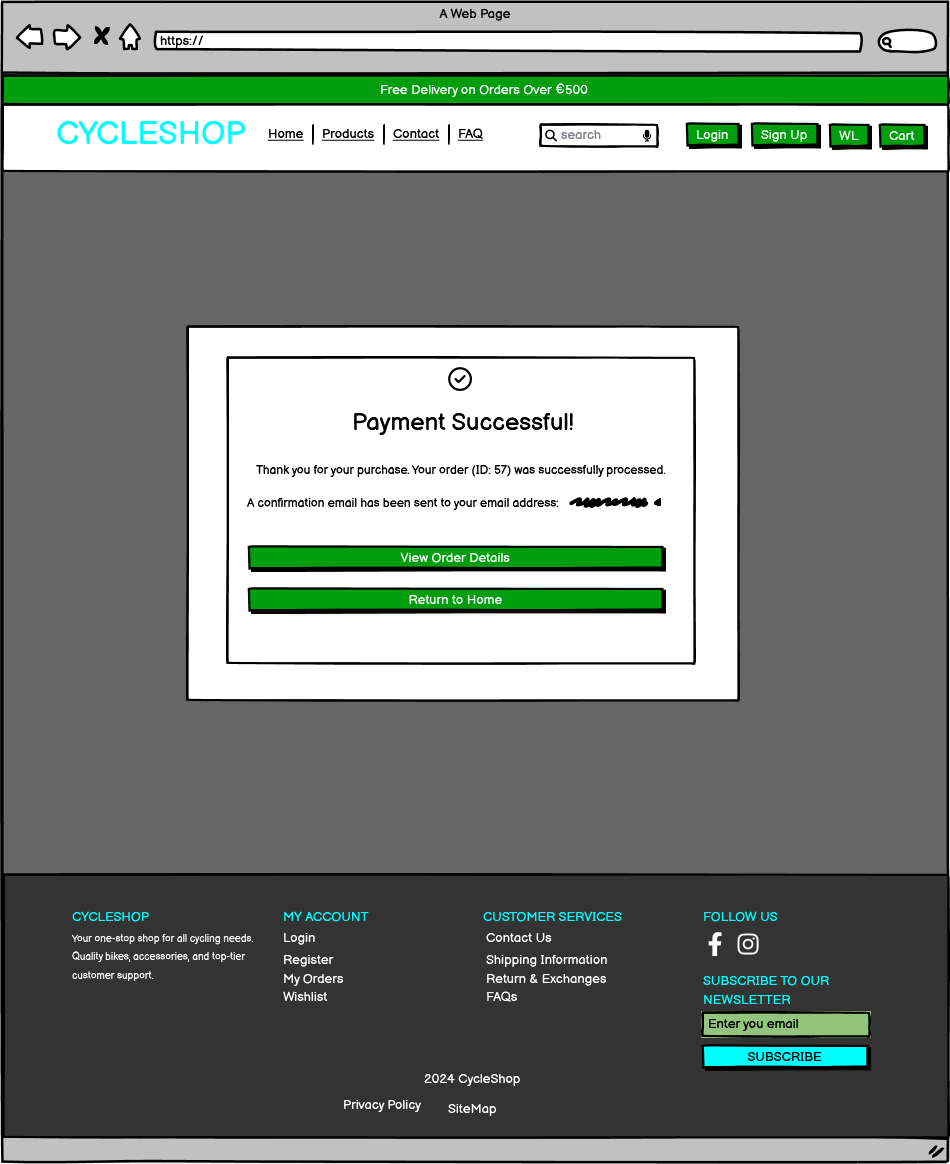 A Web Page
https://
Free Delivery on Orders Over €500
CYCLESHOP Home Products Contact FAQ search Login Sign Up WL Cart
Payment Successful!
Thank you for your purchase. Your order (ID: 57) was successfully processed.
A confirmation email has been sent to your email address:
View Order Details
Return to Home
CYCLESHOP
Your one-stop shop for all cycling needs.
Quality bikes, accessories, and top-tier
customer support.
MY ACCOUNT
Login
Register
My Orders
Wishlist
CUSTOMER SERVICES
Contact Us
Shipping Information
Return & Exchanges
FAQs
FOLLOW US
SUBSCRIBE TO OUR
NEWSLETTER
Enter you email
SUBSCRIBE
2024 CycleShop
Privacy Policy SiteMap